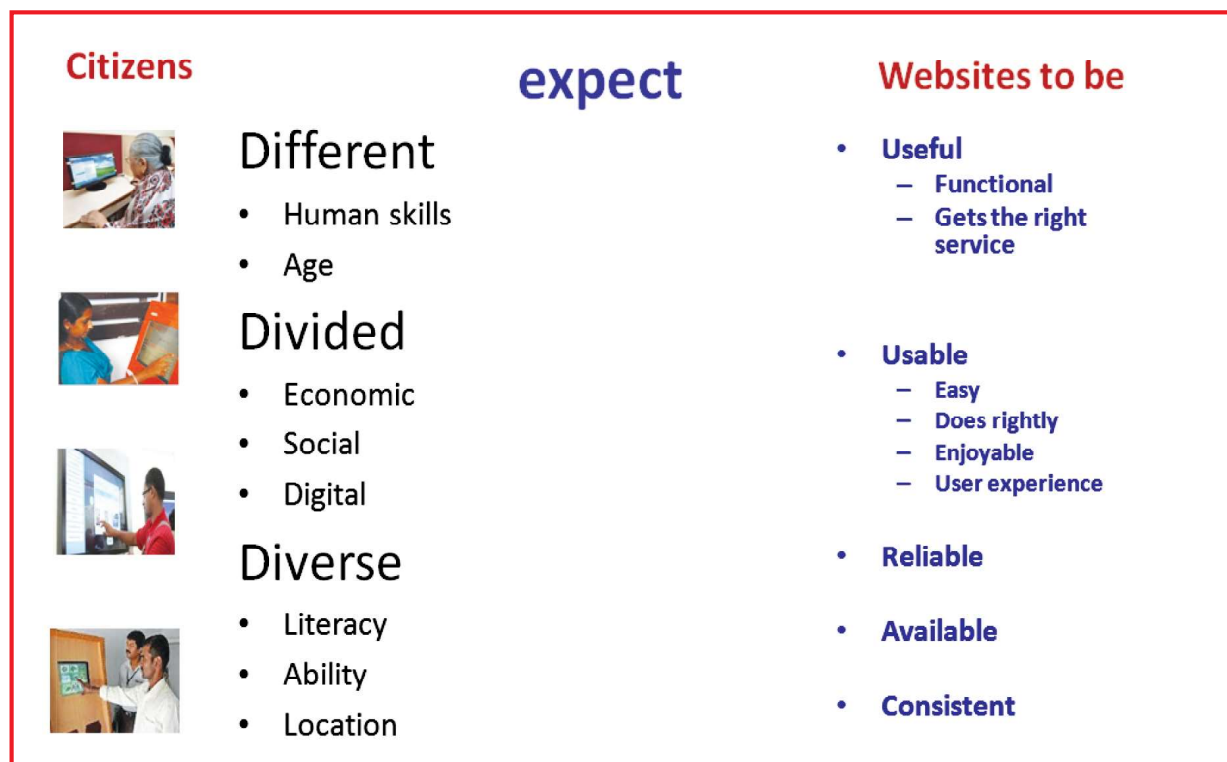 Citizens
expect
Websites to be
Different
• Human skills
• Age
Divided
• Economic
• Social
• Digital
Diverse
• Literacy
• Ability
• Location
• Useful
– Functional
– Gets the right
service
• Usable
– Easy
– Does rightly
– Enjoyable
– User experience
• Reliable
• Available
• Consistent